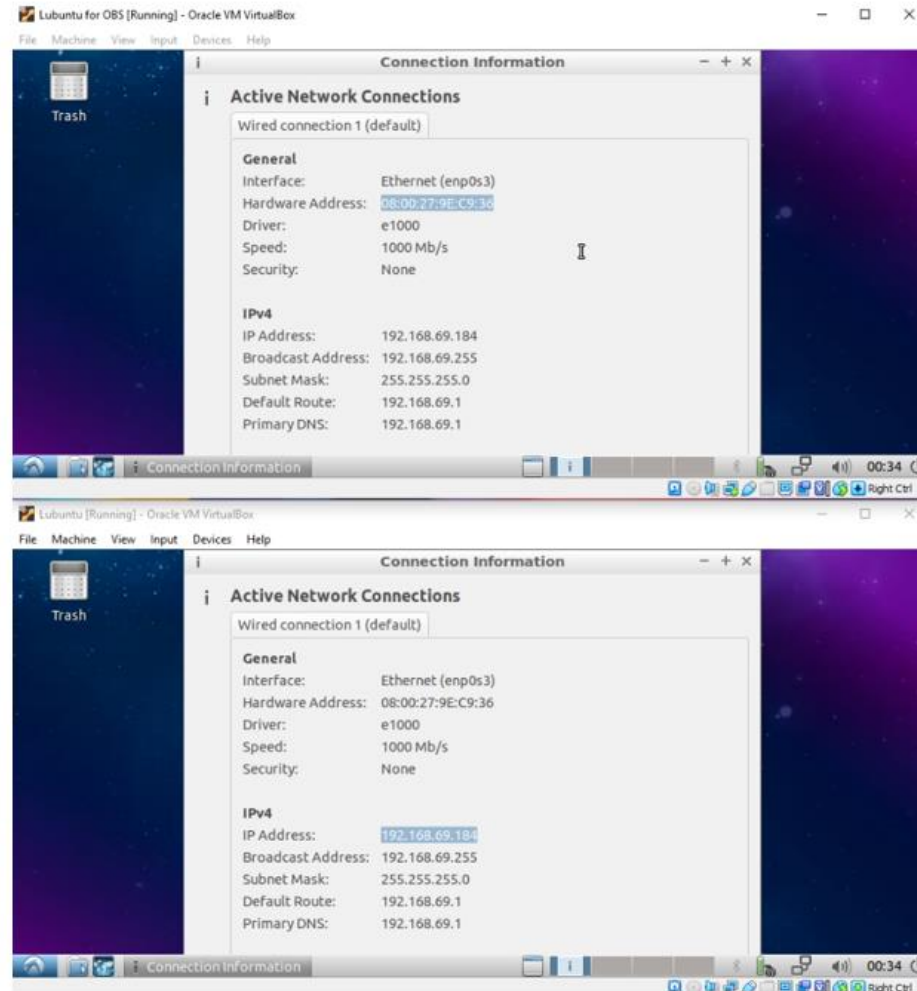 Lubuntu for OBS [Running] - Oracle VM VirtualBox
File Machine View Input Devices Help
Connection Information
Trash
Active Network Connections
Wired connection 1 (default)
General
Interface: Ethernet (enp0s3)
Hardware Address: 08:00:27:9E:C9:36
Driver: e1000
Speed: 1000 Mb/s
Security: None
IPv4
IP Address: 192.168.69.184
Broadcast Address: 192.168.69.255
Subnet Mask: 255.255.255.0
Default Route: 192.168.69.1
Primary DNS: 192.168.69.1
Connection Information 00:34
Right Ctrl
Lubuntu [Running] - Oracle VM VirtualBox
File Machine View Input Devices Help
Connection Information
Trash
Active Network Connections
Wired connection 1 (default)
General
Interface: Ethernet (enp0s3)
Hardware Address: 08:00:27:9E:C9:36
Driver: e1000
Speed: 1000 Mb/s
Security: None
IPv4
IP Address: 192.168.69.184
Broadcast Address: 192.168.69.255
Subnet Mask: 255.255.255.0
Default Route: 192.168.69.1
Primary DNS: 192.168.69.1
Connection Information 00:34
Right Ctrl